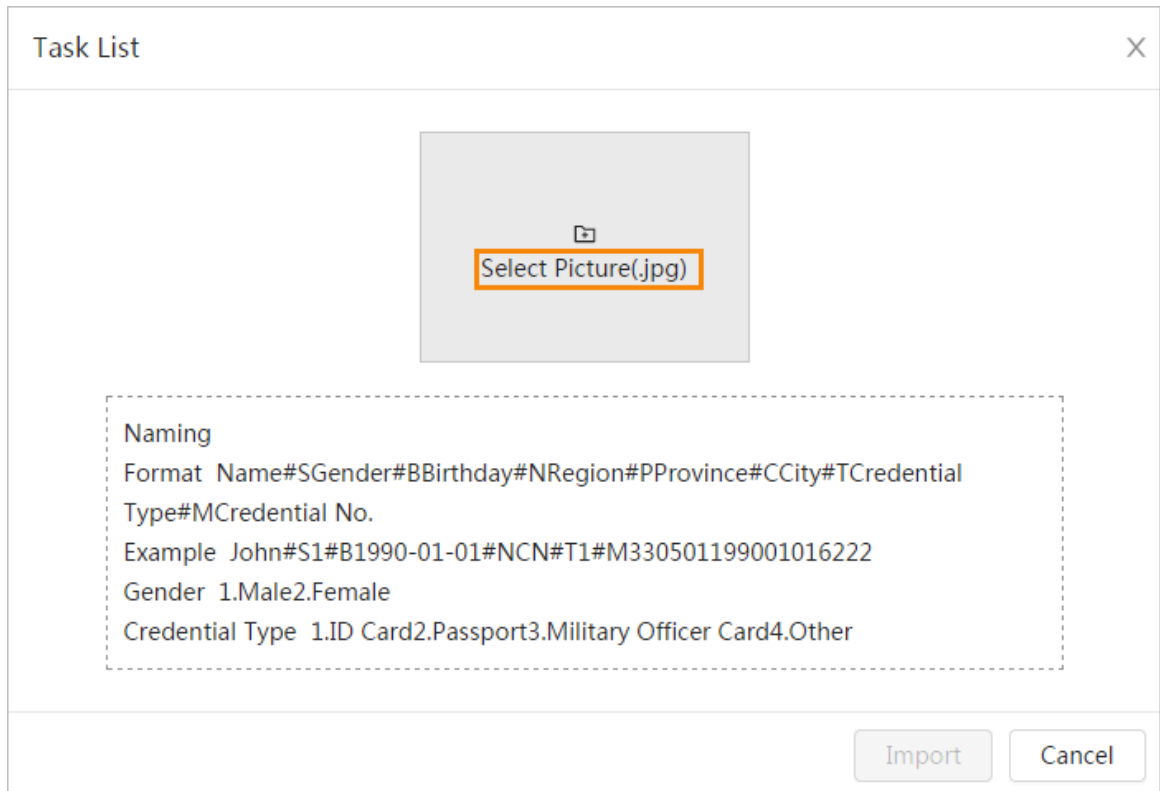 Task List
X
Select Picture(.jpg)
Naming
Format  Name#SGender#BBirthday#NRegion#PProvince#CCity#TCredential
Type#MCredential No.
Example  John#S1#B1990-01-01#NCN#T1#M330501199001016222
Gender  1.Male2.Female
Credential Type  1.ID Card2.Passport3.Military Officer Card4.Other
Import
Cancel